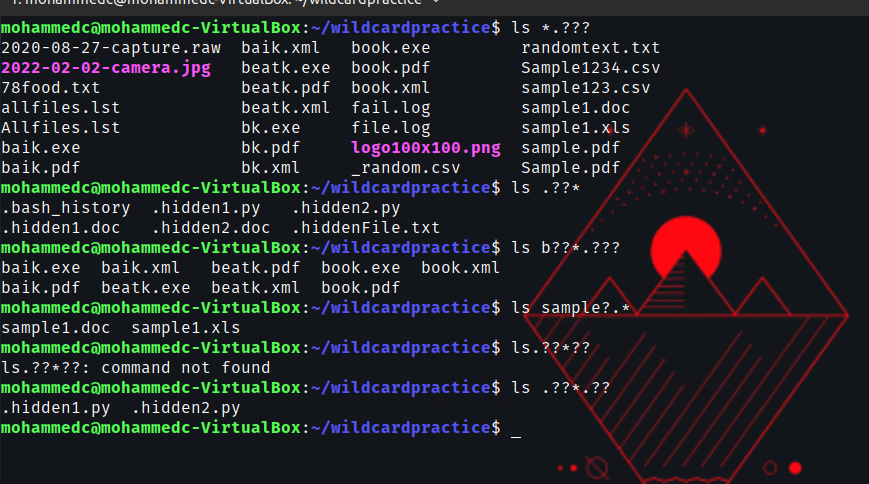 mohammedc@mohammedc-VirtualBox: ~/wildcardpractice
mohammedc@mohammedc-VirtualBox:~/wildcardpractice$ ls *.???
2020-08-27-capture.raw baik.xml book.exe randomtext.txt
2022-02-02-camera.jpg beatk.exe book.pdf Sample1234.csv
78food.txt beatk.pdf book.xml sample123.csv
allfiles.lst beatk.xml fail.log sample1.doc
Allfiles.lst bk.exe file.log sample1.xls
baik.exe bk.pdf logo100x100.png sample.pdf
baik.pdf bk.xml _random.csv Sample.pdf
mohammedc@mohammedc-VirtualBox:~/wildcardpractice$ ls .??*
.bash_history .hidden1.py .hidden2.py
.hidden1.doc .hidden2.doc .hiddenFile.txt
mohammedc@mohammedc-VirtualBox:~/wildcardpractice$ ls b??*.???
baik.exe baik.xml beatk.pdf book.exe book.xml
baik.pdf beatk.exe beatk.xml book.pdf
mohammedc@mohammedc-VirtualBox:~/wildcardpractice$ ls sample?.*
sample1.doc sample1.xls
mohammedc@mohammedc-VirtualBox:~/wildcardpractice$ ls.??*??
ls.??*??: command not found
mohammedc@mohammedc-VirtualBox:~/wildcardpractice$ ls .??*.??
.hidden1.py .hidden2.py
mohammedc@mohammedc-VirtualBox:~/wildcardpractice$ _